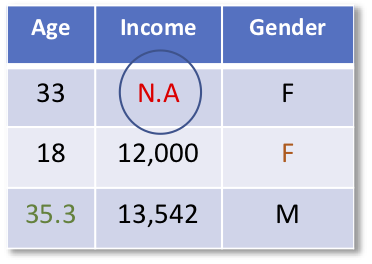 Age Income Gender
33 N.A F
18 12,000 F
35.3 13,542 M